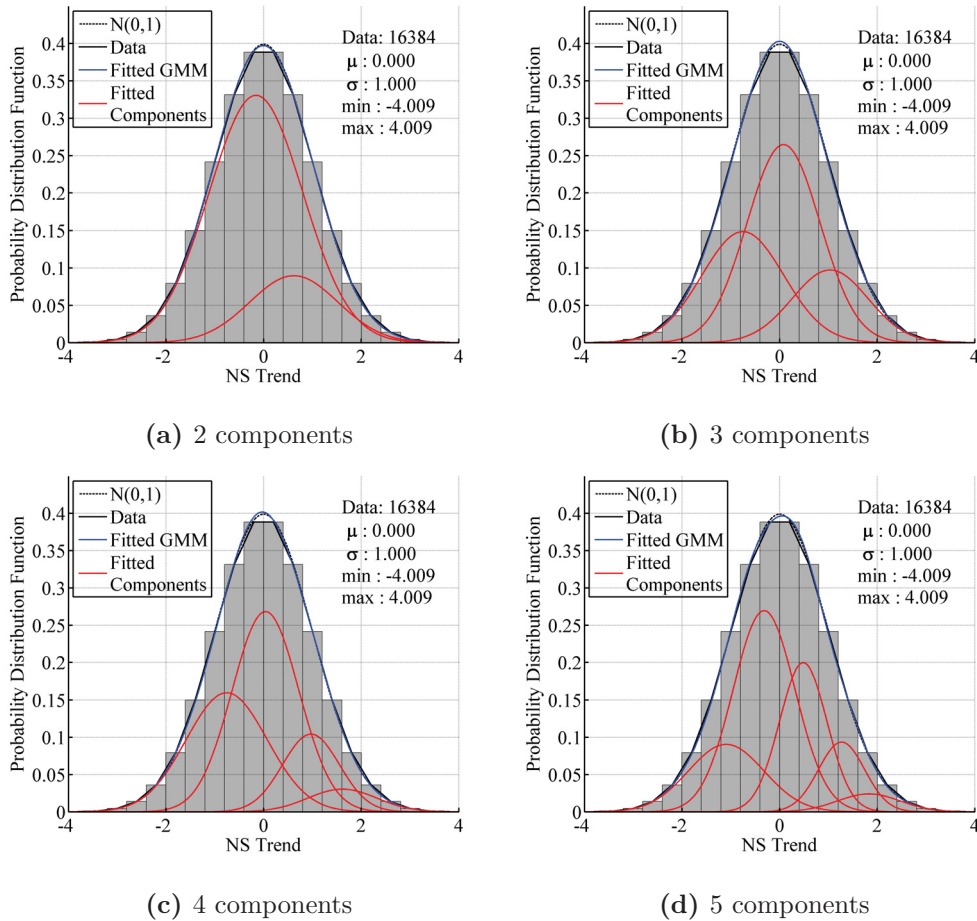 N(0,1)
Data
Fitted GMM
Fitted
Components
Data: 16384
μ : 0.000
σ : 1.000
min : -4.009
max : 4.009
Probability Distribution Function
0.4
0.35
0.3
0.25
0.2
0.15
0.1
0.05
0
-4 -2 0 2 4
NS Trend
(a) 2 components
N(0,1)
Data
Fitted GMM
Fitted
Components
Data: 16384
μ : 0.000
σ : 1.000
min : -4.009
max : 4.009
Probability Distribution Function
0.4
0.35
0.3
0.25
0.2
0.15
0.1
0.05
0
-4 -2 0 2 4
NS Trend
(b) 3 components
N(0,1)
Data
Fitted GMM
Fitted
Components
Data: 16384
μ : 0.000
σ : 1.000
min : -4.009
max : 4.009
Probability Distribution Function
0.4
0.35
0.3
0.25
0.2
0.15
0.1
0.05
0
-4 -2 0 2 4
NS Trend
(c) 4 components
N(0,1)
Data
Fitted GMM
Fitted
Components
Data: 16384
μ : 0.000
σ : 1.000
min : -4.009
max : 4.009
Probability Distribution Function
0.4
0.35
0.3
0.25
0.2
0.15
0.1
0.05
0
-4 -2 0 2 4
NS Trend
(d) 5 components